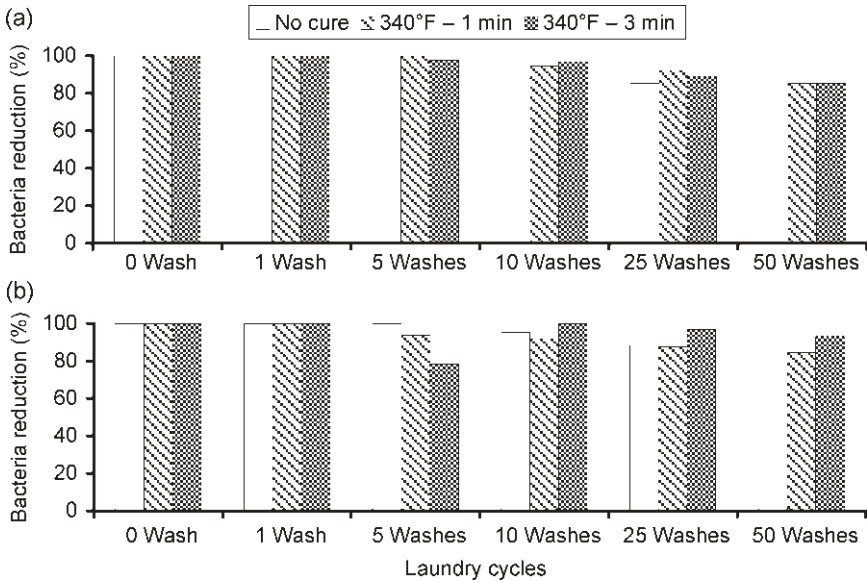 (a)
No cure 340°F – 1 min 340°F – 3 min
Bacteria reduction (%)
100
80
60
40
20
0
0 Wash 1 Wash 5 Washes 10 Washes 25 Washes 50 Washes
(b)
Bacteria reduction (%)
100
80
60
40
20
0
0 Wash 1 Wash 5 Washes 10 Washes 25 Washes 50 Washes
Laundry cycles